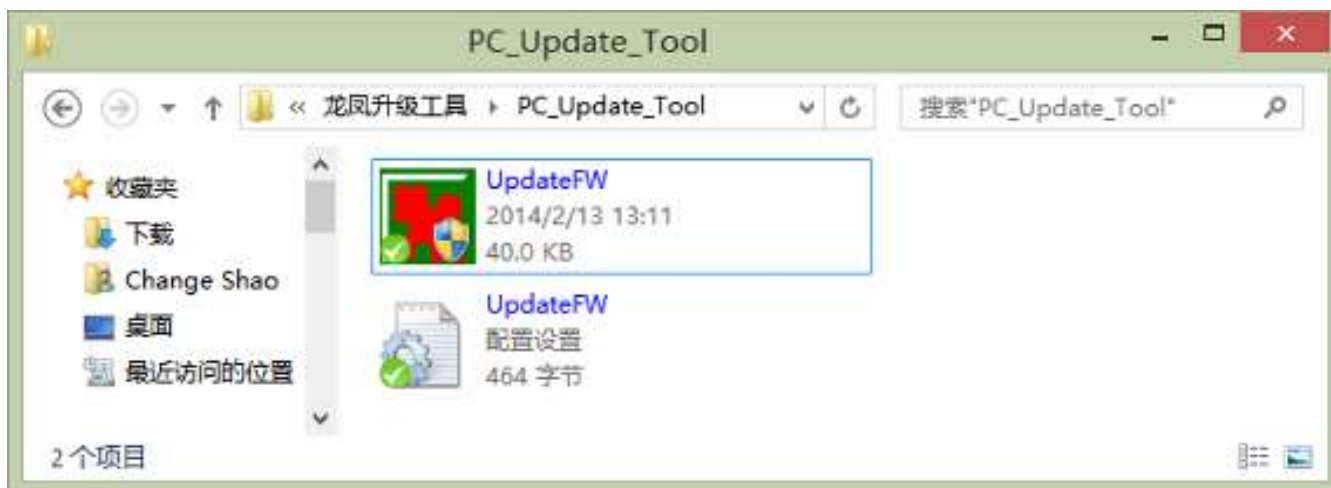 PC_Update_Tool
« 龙凤升级工具 ▸ PC_Update_Tool
搜索"PC_Update_Tool"
收藏夹
下载
Change Shao
桌面
最近访问的位置
UpdateFW
2014/2/13 13:11
40.0 KB
UpdateFW
配置设置
464 字节
2 个项目